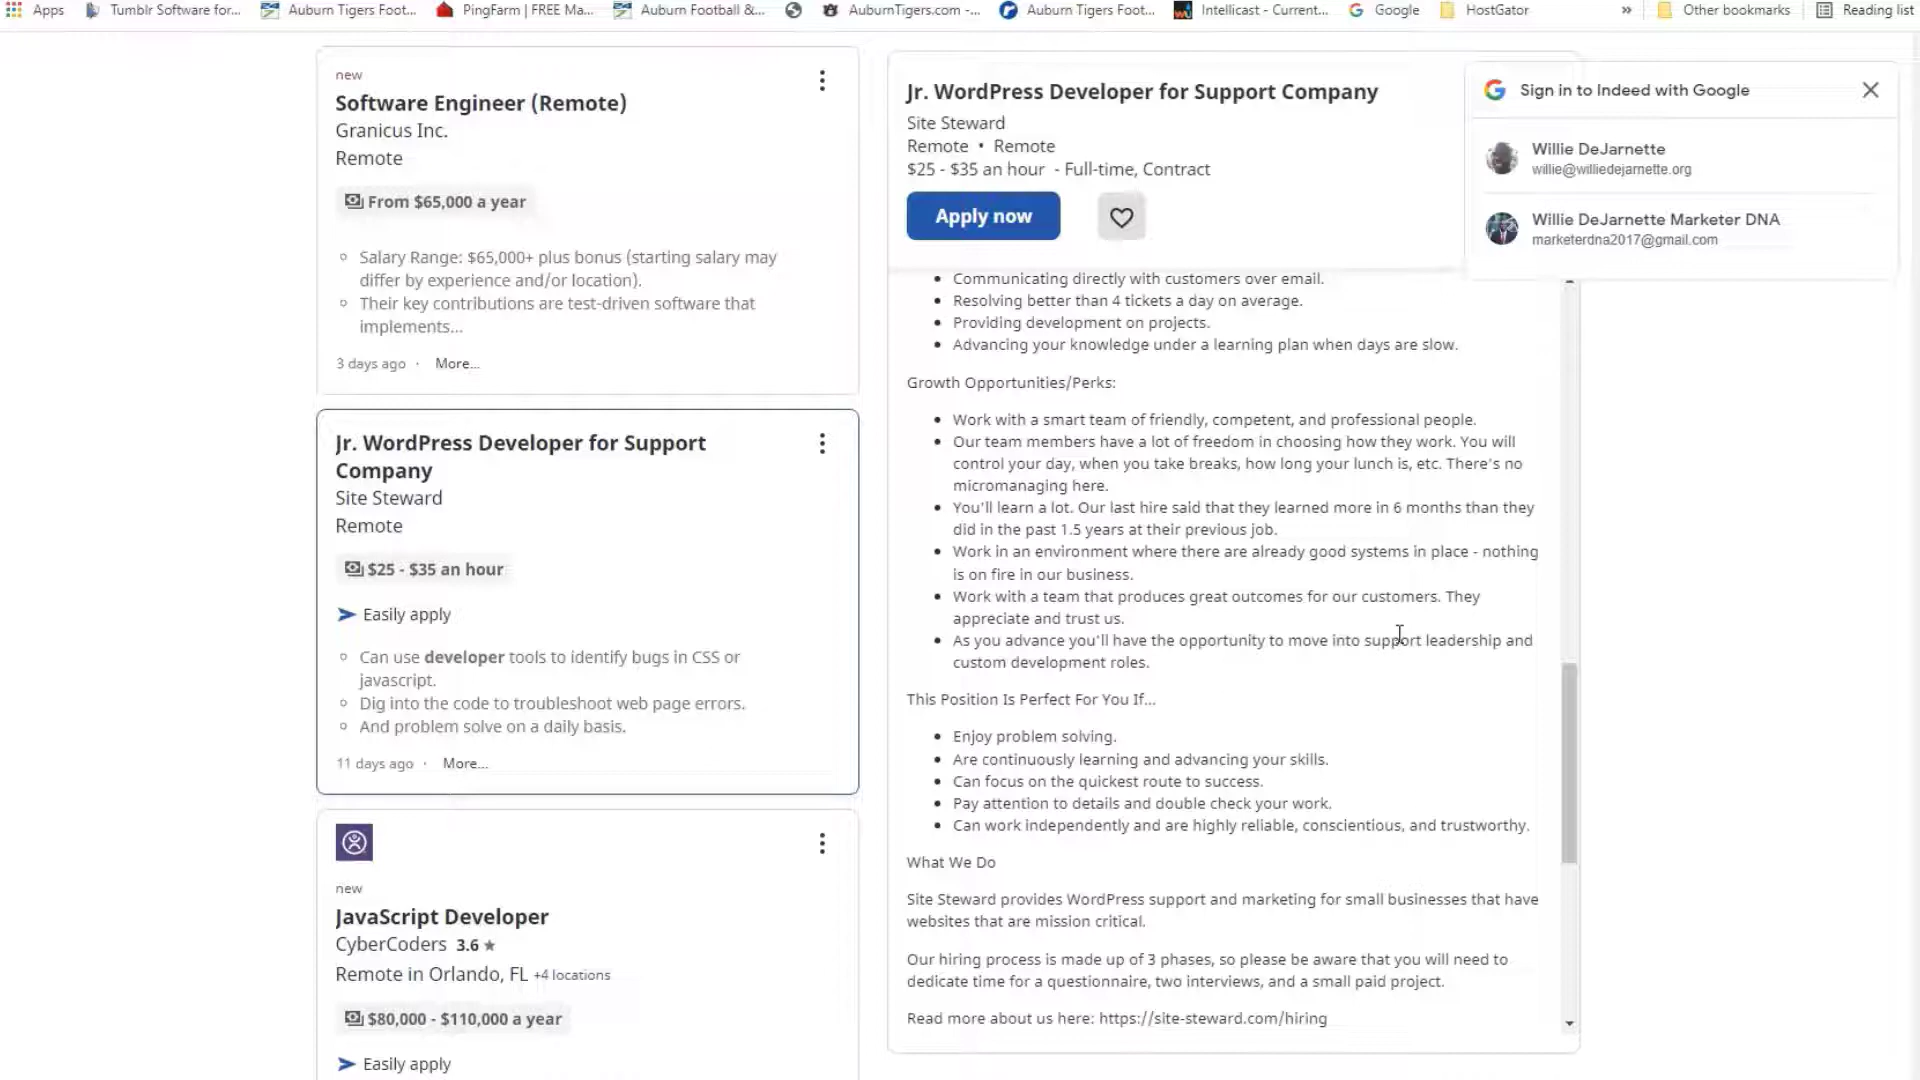 Apps
Tumblr Software for...
Auburn Tigers Foot...
PingFarm | FREE Ma...
Auburn Football &...
AuburnTigers.com -...
Auburn Tigers Foot...
Intellicast - Current...
Google
HostGator
»
Other bookmarks
Reading list
new
Software Engineer (Remote)
Granicus Inc.
Remote
From $65,000 a year
Salary Range: $65,000+ plus bonus (starting salary may
differ by experience and/or location).
Their key contributions are test-driven software that
implements...
3 days ago · More...
Jr. WordPress Developer for Support
Company
Site Steward
Remote
$25 - $35 an hour
Easily apply
Can use developer tools to identify bugs in CSS or
javascript.
Dig into the code to troubleshoot web page errors.
And problem solve on a daily basis.
11 days ago · More...
new
JavaScript Developer
CyberCoders 3.6 ★
Remote in Orlando, FL +4 locations
$80,000 - $110,000 a year
Easily apply
Jr. WordPress Developer for Support Company
Site Steward
Remote • Remote
$25 - $35 an hour - Full-time, Contract
Apply now
Communicating directly with customers over email.
Resolving better than 4 tickets a day on average.
Providing development on projects.
Advancing your knowledge under a learning plan when days are slow.
Growth Opportunities/Perks:
Work with a smart team of friendly, competent, and professional people.
Our team members have a lot of freedom in choosing how they work. You will
control your day, when you take breaks, how long your lunch is, etc. There's no
micromanaging here.
You'll learn a lot. Our last hire said that they learned more in 6 months than they
did in the past 1.5 years at their previous job.
Work in an environment where there are already good systems in place - nothing
is on fire in our business.
Work with a team that produces great outcomes for our customers. They
appreciate and trust us.
As you advance you'll have the opportunity to move into support leadership and
custom development roles.
This Position Is Perfect For You If...
Enjoy problem solving.
Are continuously learning and advancing your skills.
Can focus on the quickest route to success.
Pay attention to details and double check your work.
Can work independently and are highly reliable, conscientious, and trustworthy.
What We Do
Site Steward provides WordPress support and marketing for small businesses that have
websites that are mission critical.
Our hiring process is made up of 3 phases, so please be aware that you will need to
dedicate time for a questionnaire, two interviews, and a small paid project.
Read more about us here: https://site-steward.com/hiring
Sign in to Indeed with Google
Willie DeJarnette
willie@williedejarnette.org
Willie DeJarnette Marketer DNA
marketerdna2017@gmail.com